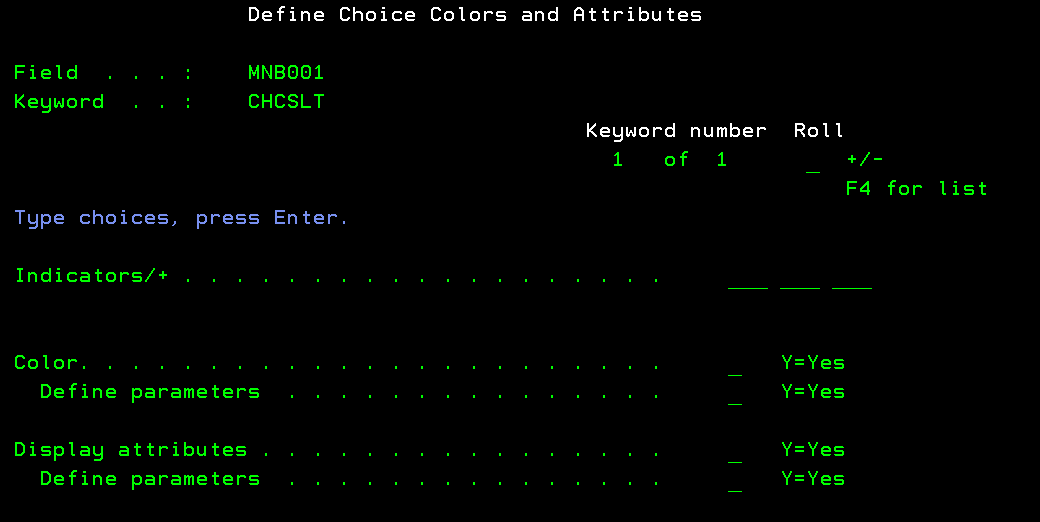 Define Choice Colors and Attributes
Field . . . : MNB001
Keyword . . : CHCSLT
Keyword number Roll
1 of 1 _ +/-
F4 for list
Type choices, press Enter.
Indicators/+ . . . . . . . . . . . . . . . . . . . ___ ___ ___
Color. . . . . . . . . . . . . . . . . . . . . . . _ Y=Yes
Define parameters . . . . . . . . . . . . . . . _ Y=Yes
Display attributes . . . . . . . . . . . . . . . . _ Y=Yes
Define parameters . . . . . . . . . . . . . . . _ Y=Yes